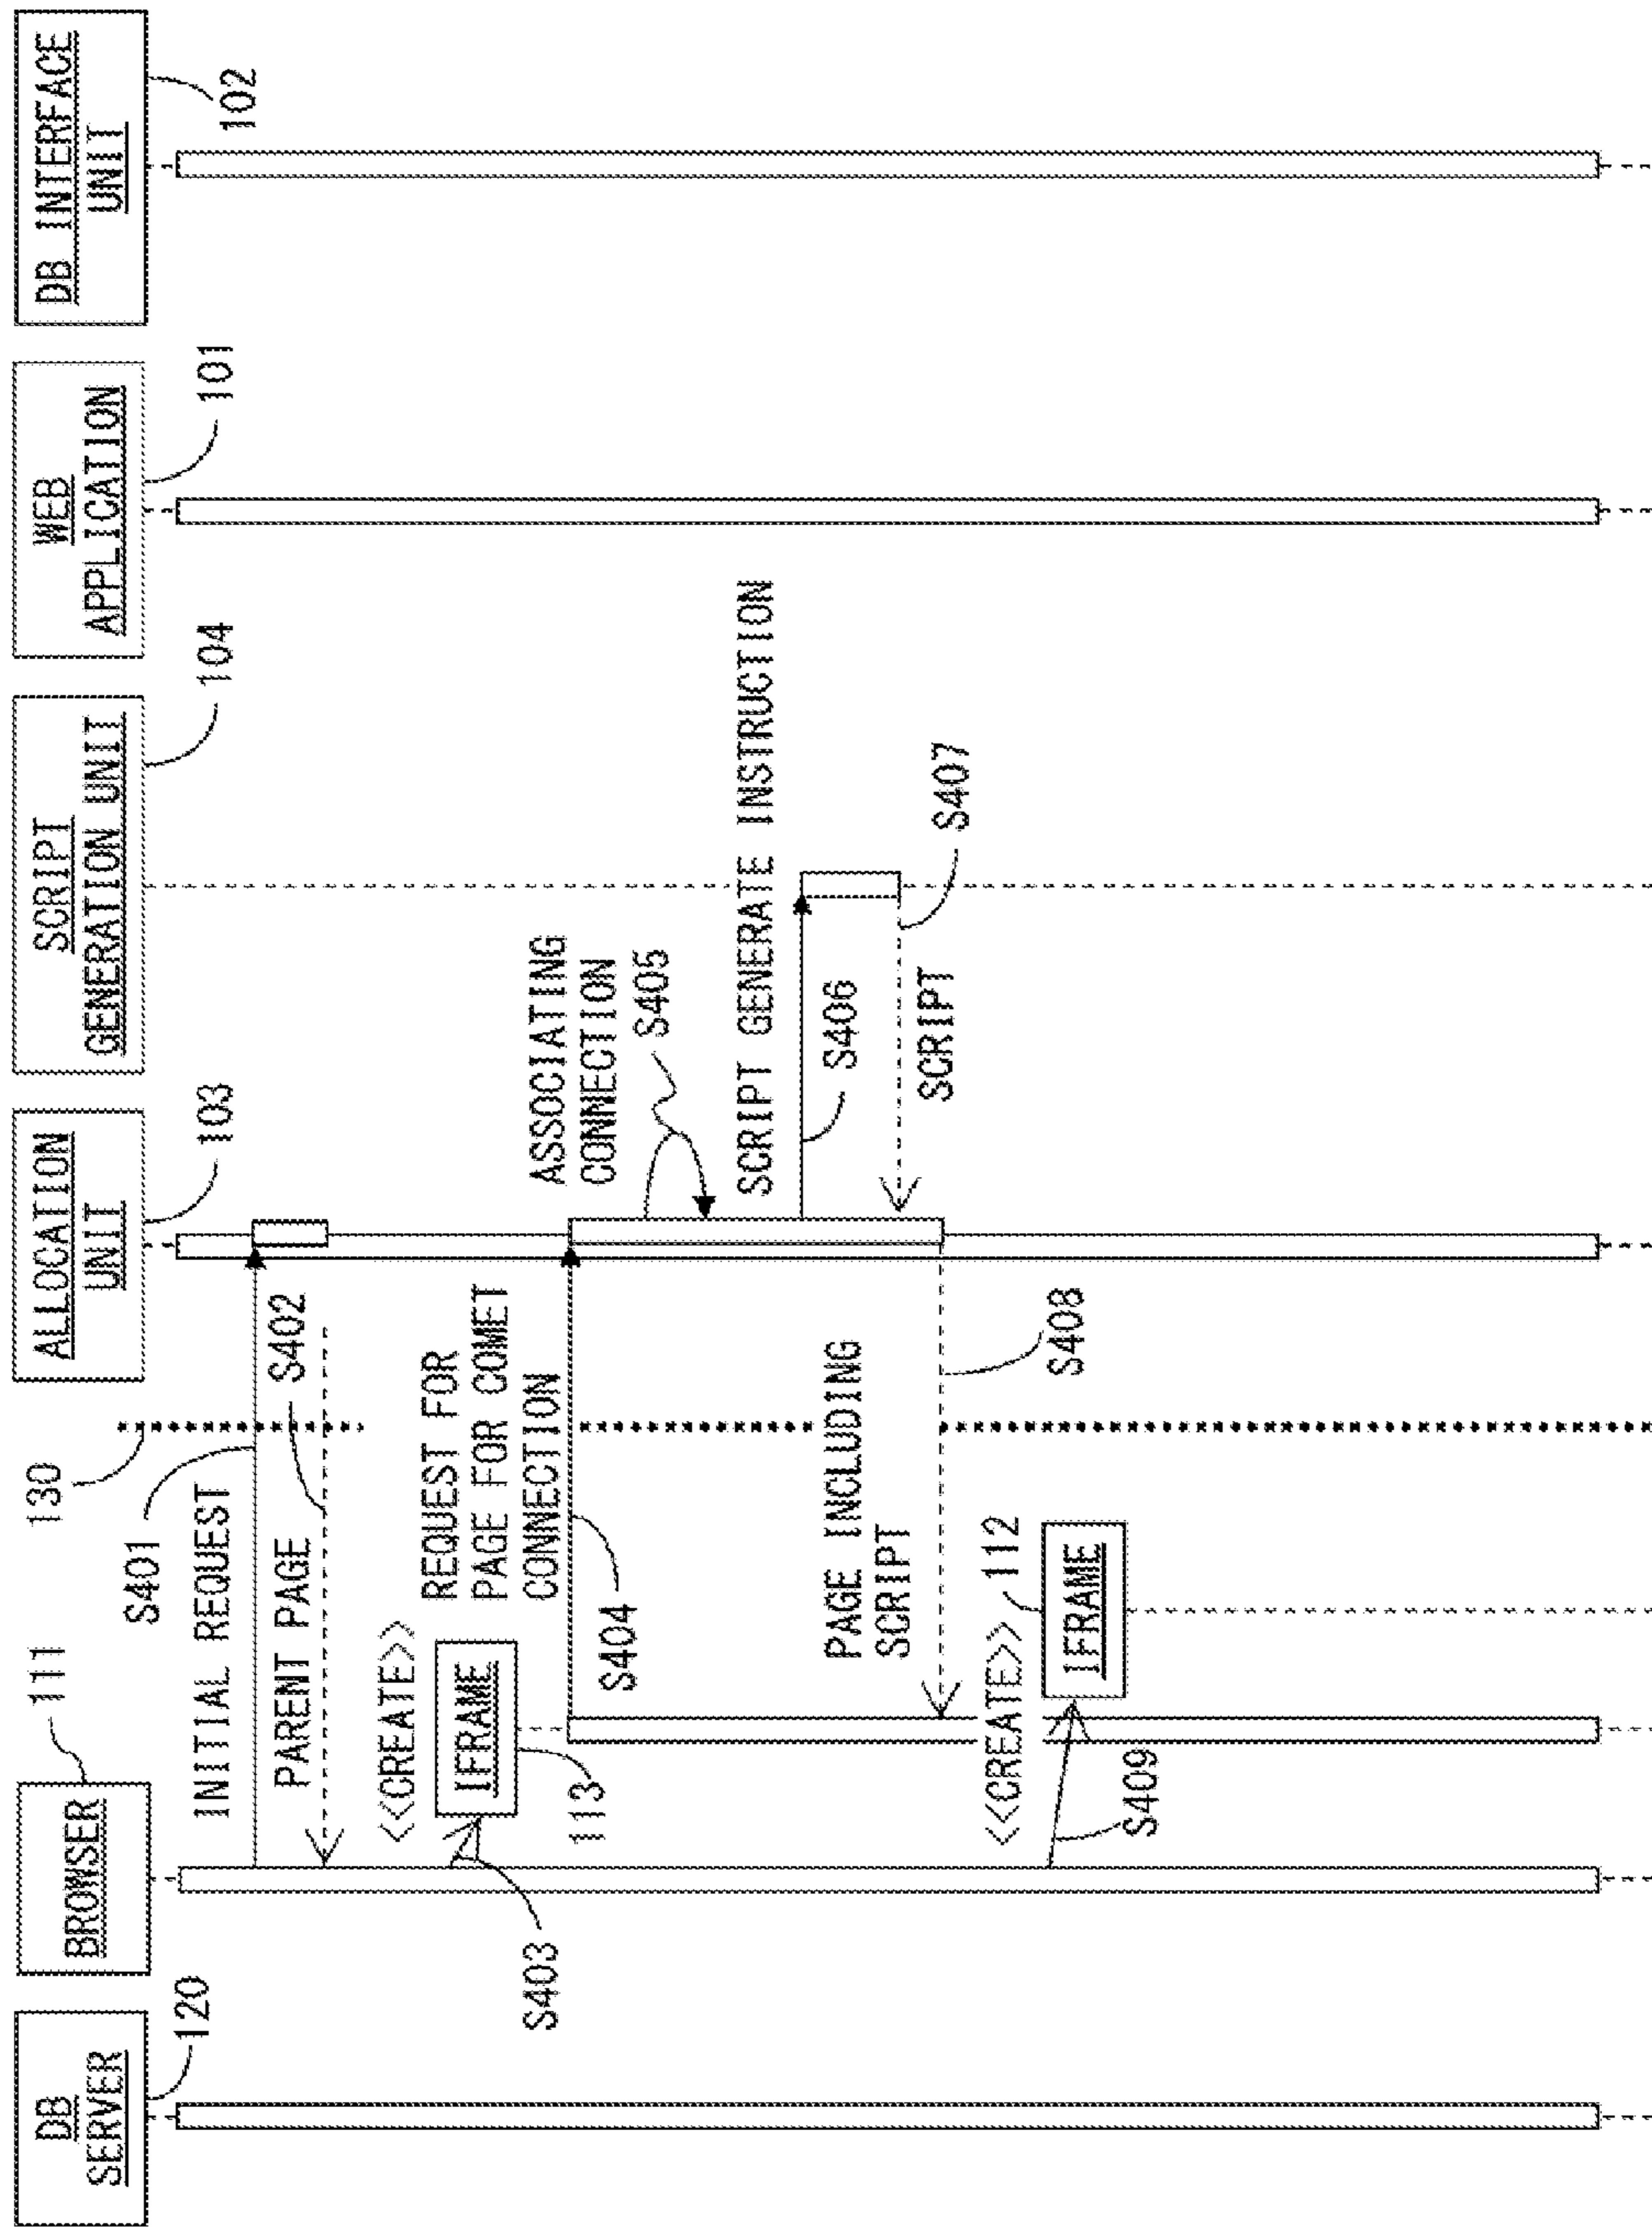 DB
SERVER
120
BROWSER
111
ALLOCATION
UNIT
103
SCRIPT
GENERATION UNIT
104
WEB
APPLICATION
101
DB INTERFACE
UNIT
102
130
S401
INITIAL REQUEST
S402
PARENT PAGE
<<CREATE>>
IFRAME
113
S403
REQUEST FOR
PAGE FOR COMET
CONNECTION
S404
ASSOCIATING
CONNECTION
S405
SCRIPT GENERATE INSTRUCTION
S406
S407
SCRIPT
PAGE INCLUDING
SCRIPT
S408
<<CREATE>>
112
IFRAME
S409